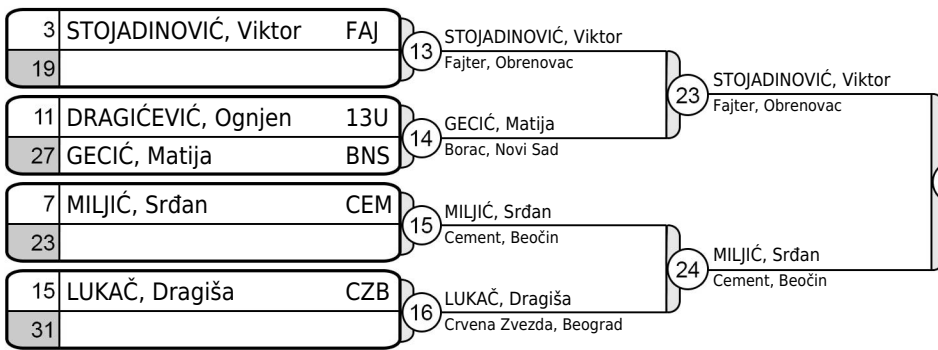 3 STOJADINOVIĆ, Viktor FAJ
19
13
STOJADINOVIĆ, Viktor
Fajter, Obrenovac
11 DRAGIĆEVIĆ, Ognjen 13U
27 GECIĆ, Matija BNS
14
GECIĆ, Matija
Borac, Novi Sad
23
STOJADINOVIĆ, Viktor
Fajter, Obrenovac
7 MILJIĆ, Srđan CEM
23
15
MILJIĆ, Srđan
Cement, Beočin
15 LUKAČ, Dragiša CZB
31
16
LUKAČ, Dragiša
Crvena Zvezda, Beograd
24
MILJIĆ, Srđan
Cement, Beočin